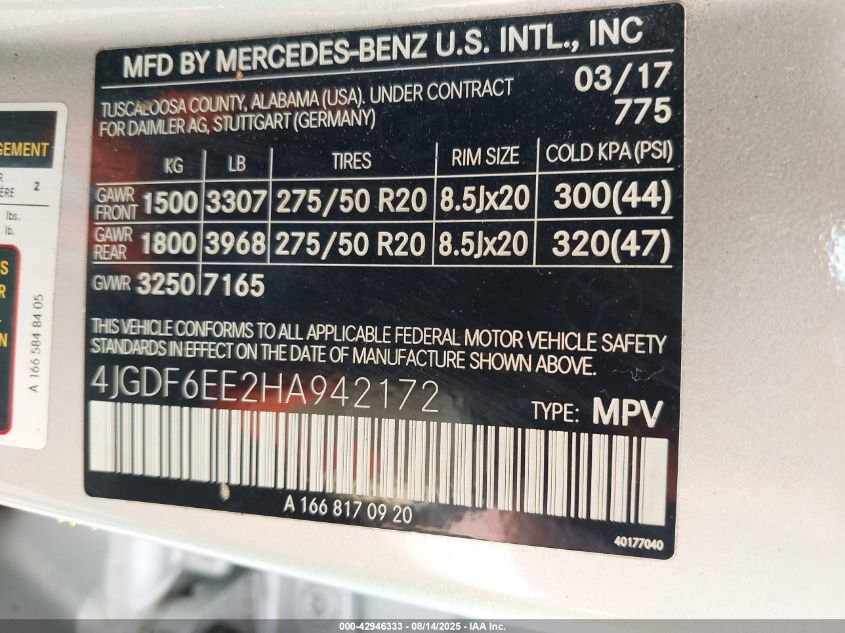 MFD BY MERCEDES-BENZ U.S. INTL., INC
TUSCALOOSA COUNTY, ALABAMA (USA). UNDER CONTRACT
FOR DAIMLER AG, STUTTGART (GERMANY)
03/17
775
KG LB TIRES RIM SIZE COLD KPA (PSI)
GAWR FRONT 1500 3307 275/50 R20 8.5Jx20 300(44)
GAWR REAR 1800 3968 275/50 R20 8.5Jx20 320(47)
GVWR 3250 7165
THIS VEHICLE CONFORMS TO ALL APPLICABLE FEDERAL MOTOR VEHICLE SAFETY
STANDARDS IN EFFECT ON THE DATE OF MANUFACTURE SHOWN ABOVE.
4JGDF6EE2HA942172
TYPE: MPV
A 166 817 09 20
40177040
2
lbs.
lb.
A 166 584 84 05
000-42946333 - 08/14/2025 - IAA Inc.